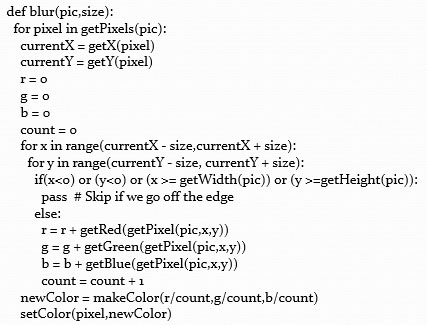 def blur(pic,size):
for pixel in getPixels(pic):
currentX = getX(pixel)
currentY = getY(pixel)
r = 0
g = 0
b = 0
count = 0
for x in range(currentX - size,currentX + size):
for y in range(currentY - size, currentY + size):
if(x<0) or (y<0) or (x >= getWidth(pic)) or (y >=getHeight(pic)):
pass # Skip if we go off the edge
else:
r = r + getRed(getPixel(pic,x,y))
g = g + getGreen(getPixel(pic,x,y))
b = b + getBlue(getPixel(pic,x,y))
count = count + 1
newColor = makeColor(r/count,g/count,b/count)
setColor(pixel,newColor)